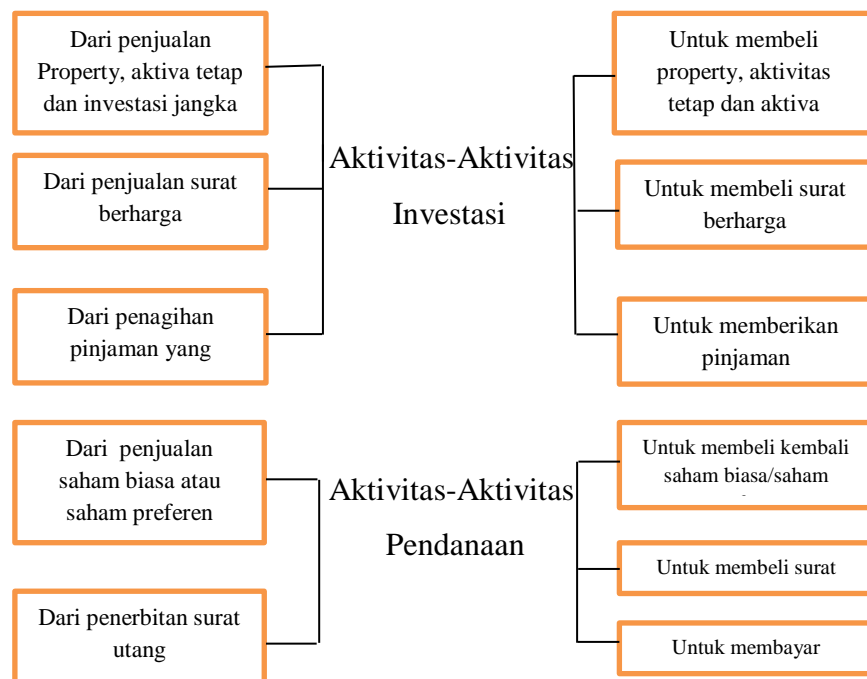 Dari penjualan
Property, aktiva tetap
dan investasi jangka
Dari penjualan surat
berharga
Dari penagihan
pinjaman yang
Aktivitas-Aktivitas
Investasi
Untuk membeli
property, aktivitas
tetap dan aktiva
Untuk membeli surat
berharga
Untuk memberikan
pinjaman
Dari penjualan
saham biasa atau
saham preferen
Dari penerbitan surat
utang
Aktivitas-Aktivitas
Pendanaan
Untuk membeli kembali
saham biasa/saham
Untuk membeli surat
Untuk membayar